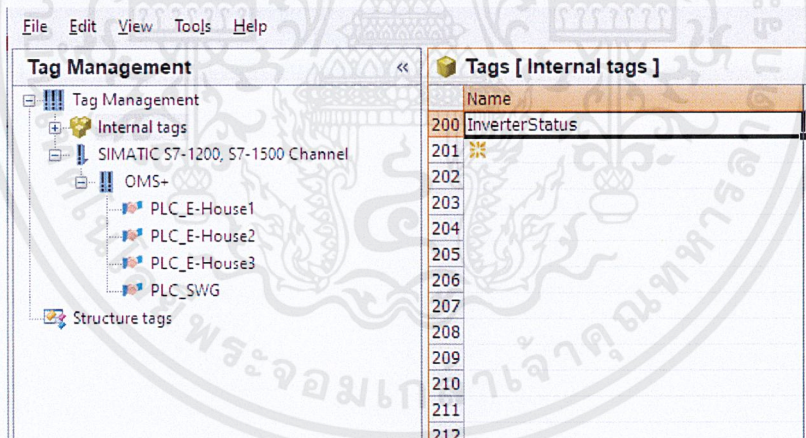 File Edit View Tools Help
Tag Management «
Tag Management
Internal tags
SIMATIC S7-1200, S7-1500 Channel
OMS+
PLC_E-House1
PLC_E-House2
PLC_E-House3
PLC_SWG
Structure tags
Tags [ Internal tags ]
Name
200 InverterStatus
201
202
203
204
205
206
207
208
209
210
211
212